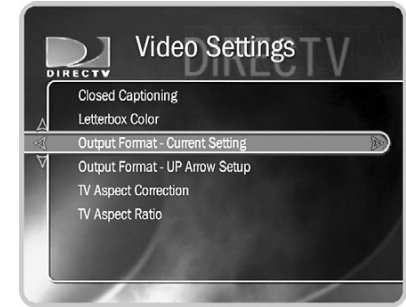 Video Settings
DIRECTV
DIRECTV
Closed Captioning
Letterbox Color
Output Format - Current Setting
Output Format - UP Arrow Setup
TV Aspect Correction
TV Aspect Ratio